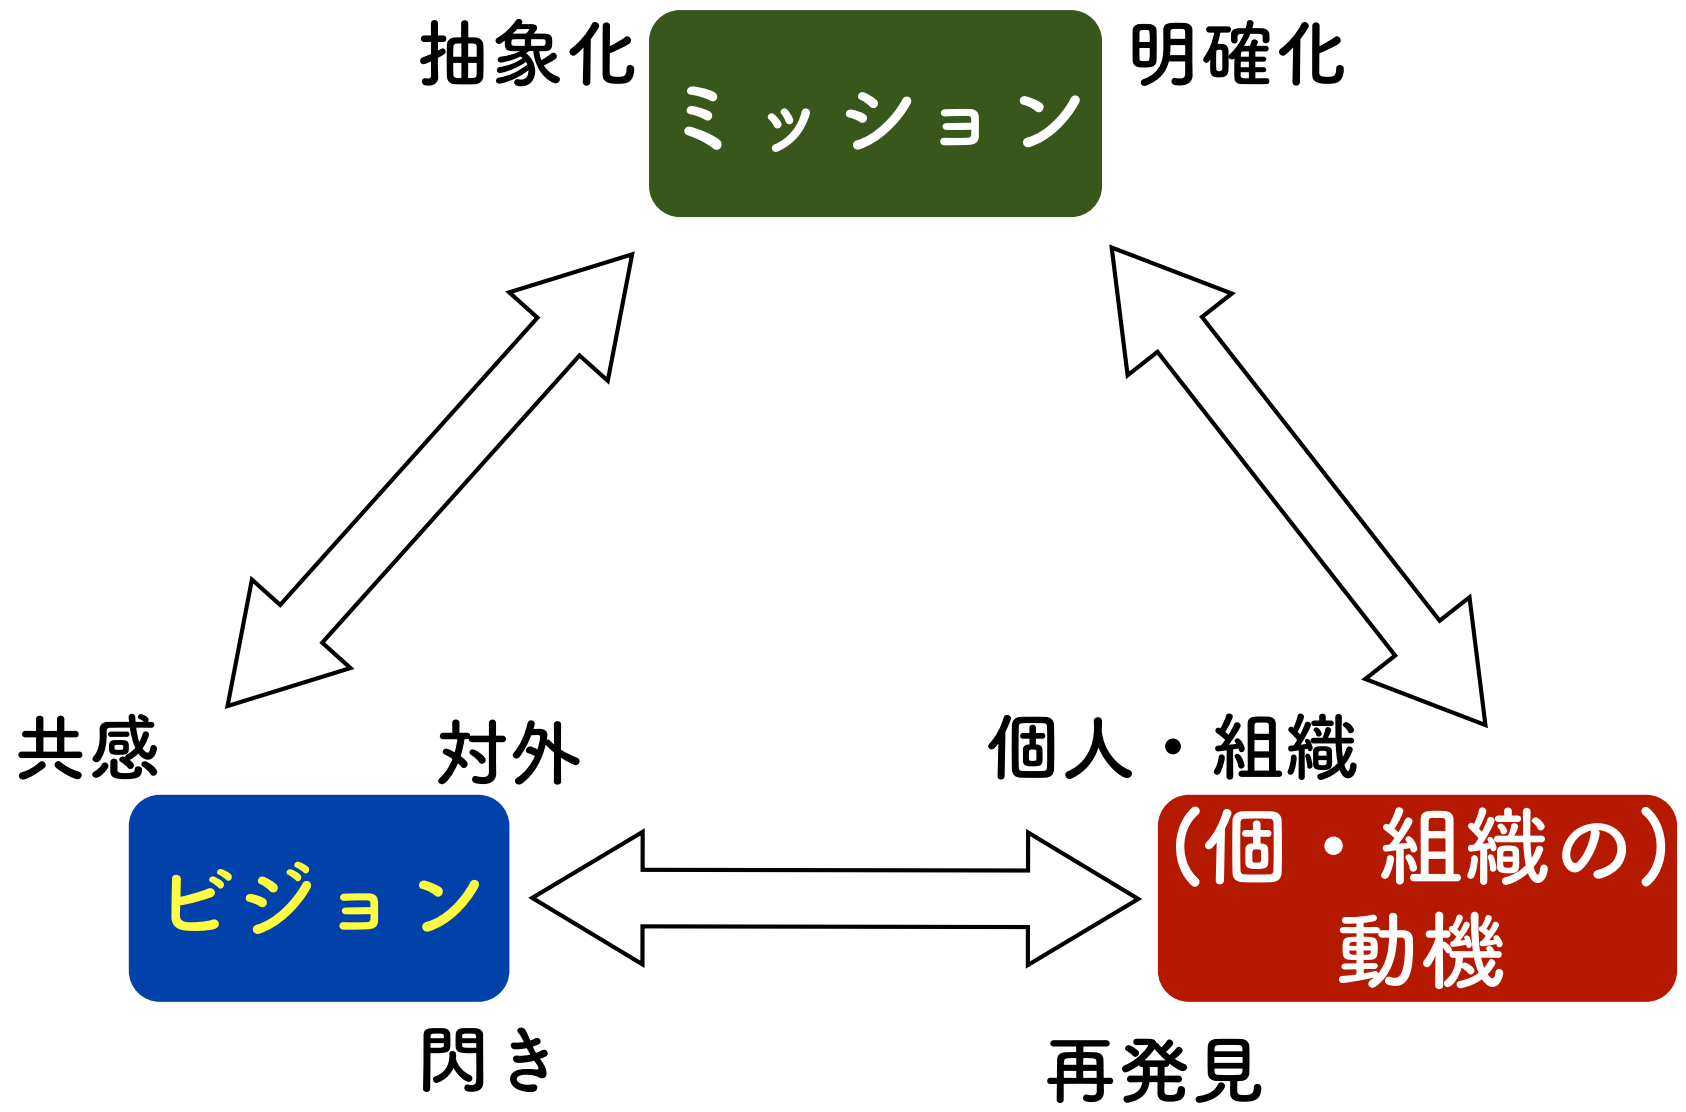 抽象化
ミッション
明確化
共感
対外
個人・組織
ビジョン
(個・組織の)
動機
閃き
再発見